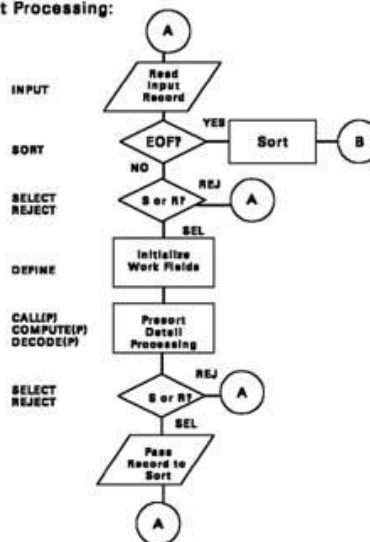 t Processing:
A
INPUT
Read
Input
Record
SORT
EOF?
YES
Sort
B
NO
SELECT
REJECT
S or R?
REJ
A
SEL
DEFINE
Initialize
Work Fields
CALL(P)
COMPUTE(P)
DECODE(P)
Presort
Detail
Processing
SELECT
REJECT
S or R?
REJ
A
SEL
Pass
Record to
Sort
A